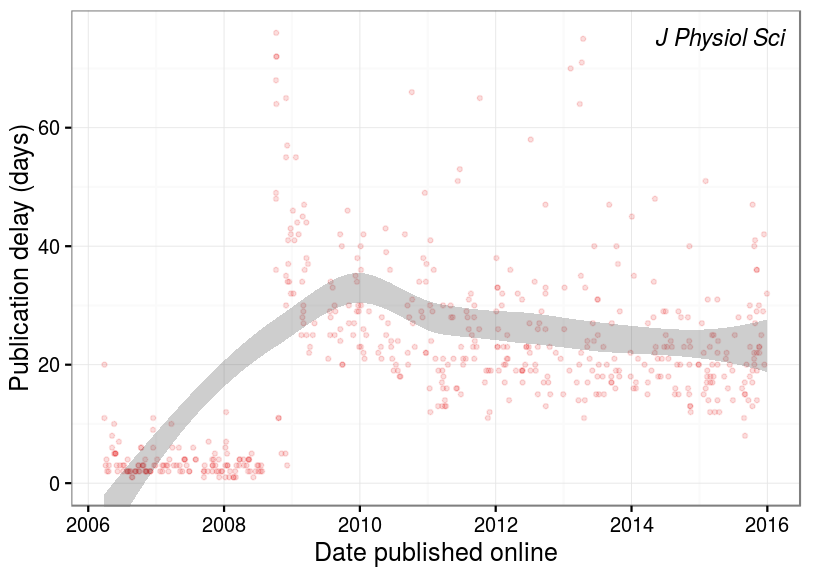 J Physiol Sci
Publication delay (days)
60
40
20
0
2006 2008 2010 2012 2014 2016
Date published online